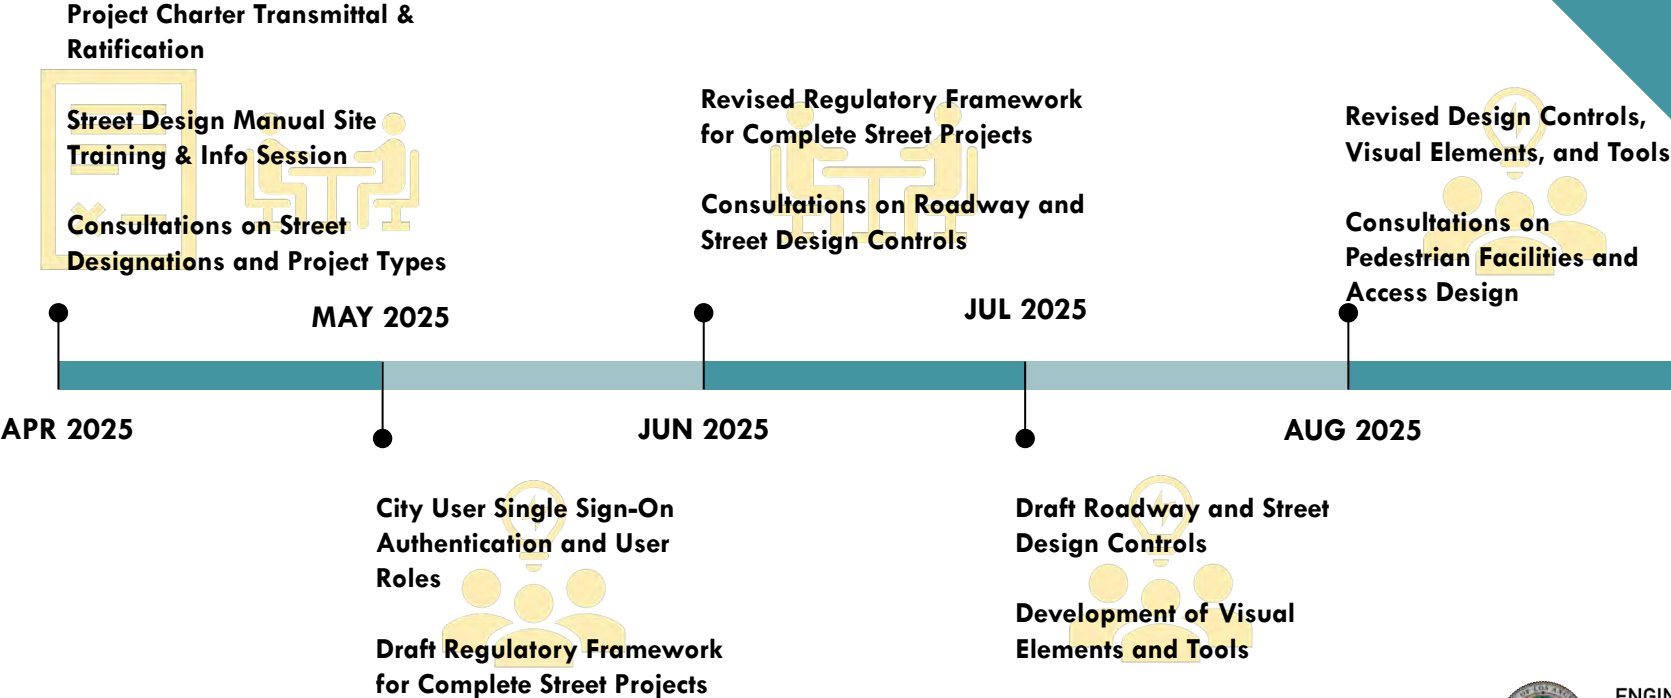 Project Charter Transmittal &
Ratification
Street Design Manual Site
Training & Info Session
Consultations on Street
Designations and Project Types
Revised Regulatory Framework
for Complete Street Projects
Consultations on Roadway and
Street Design Controls
Revised Design Controls,
Visual Elements, and Tools
Consultations on
Pedestrian Facilities and
Access Design
MAY 2025
JUL 2025
APR 2025
JUN 2025
AUG 2025
City User Single Sign-On
Authentication and User
Roles
Draft Regulatory Framework
for Complete Street Projects
Draft Roadway and Street
Design Controls
Development of Visual
Elements and Tools